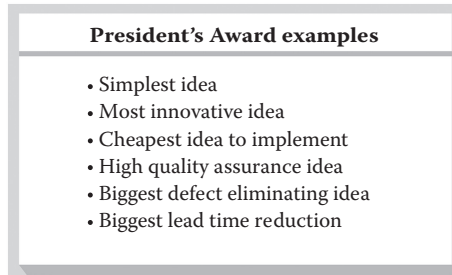 President’s Award examples
• Simplest idea
• Most innovative idea
• Cheapest idea to implement
• High quality assurance idea
• Biggest defect eliminating idea
• Biggest lead time reduction